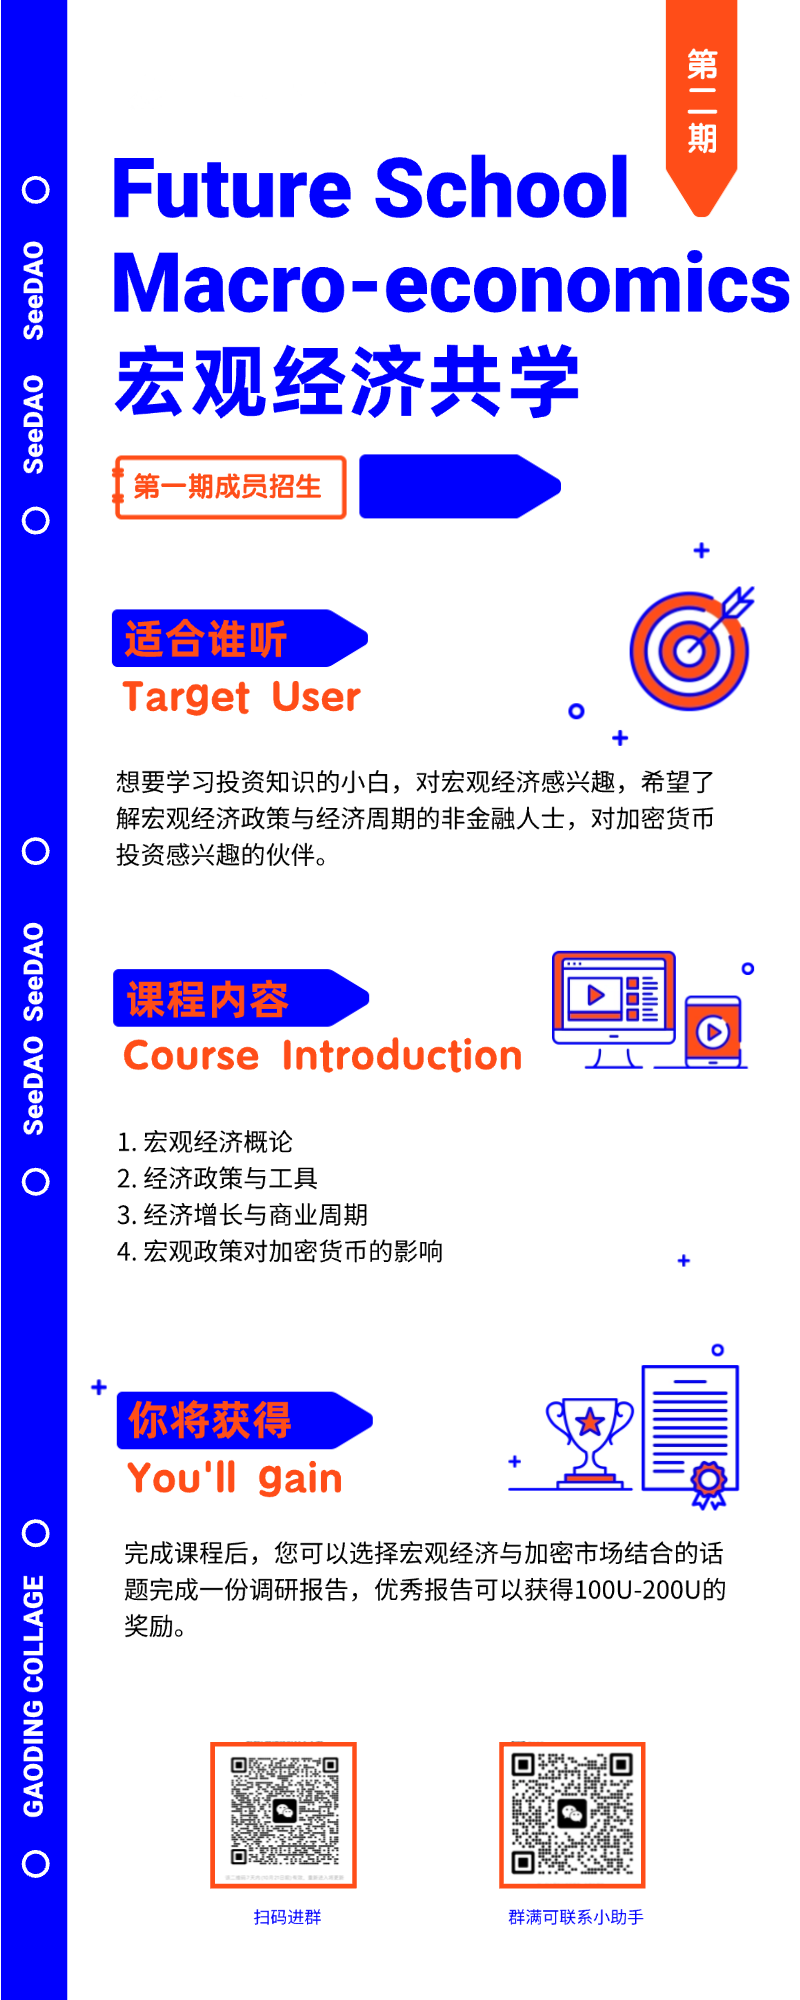 第二期
Future School
Macro-economics
宏观经济共学
第一期成员招生
适合谁听
Target User
想要学习投资知识的小白，对宏观经济感兴趣，希望了
解宏观经济政策与经济周期的非金融人士，对加密货币
投资感兴趣的伙伴。
课程内容
Course Introduction
1. 宏观经济概论
2. 经济政策与工具
3. 经济增长与商业周期
4. 宏观政策对加密货币的影响
你将获得
You'll gain
完成课程后，您可以选择宏观经济与加密市场结合的话
题完成一份调研报告，优秀报告可以获得100U-200U的
奖励。
扫码进群
群满可联系小助手
SeeDAO
SeeDAO
SeeDAO
SeeDAO
GAODING COLLAGE